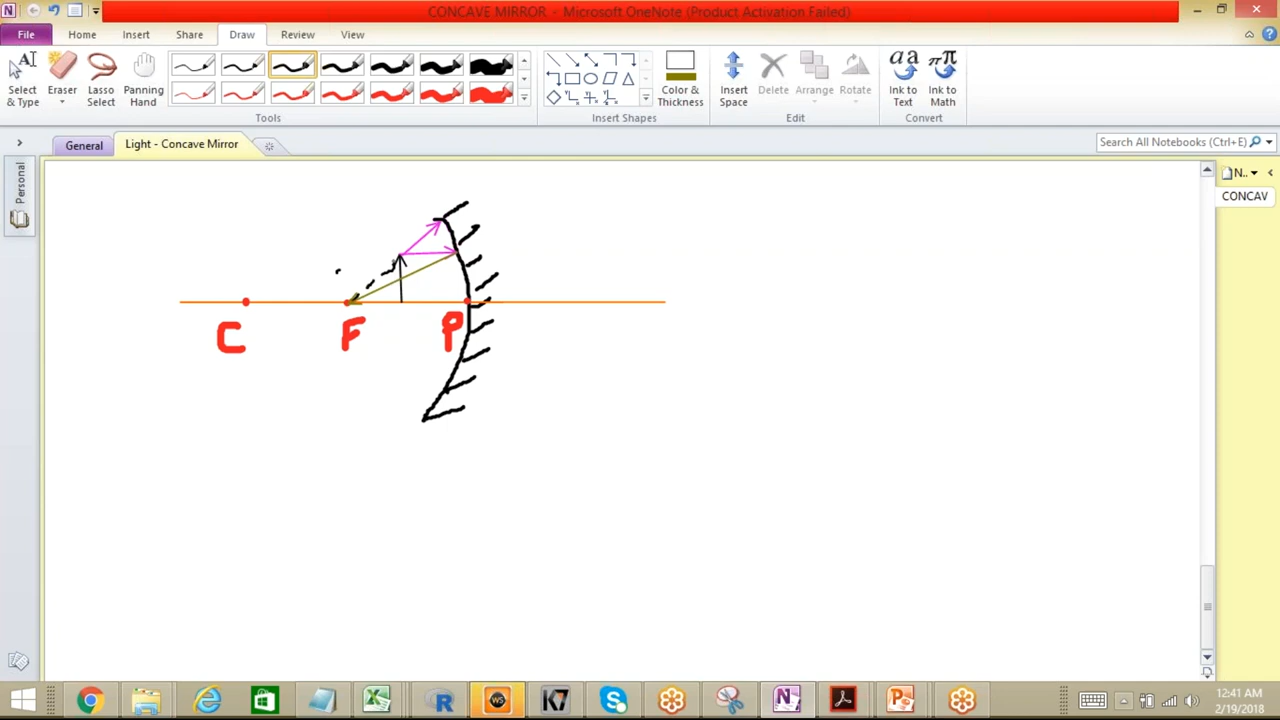 CONCAVE MIRROR - Microsoft OneNote (Product Activation Failed)
File Home Insert Share Draw Review View
Select & Type
Eraser
Lasso Select
Panning Hand
Color & Thickness
Insert Space
Delete
Arrange
Rotate
Ink to Text
Ink to Math
Tools
Insert Shapes
Edit
Convert
General
Light - Concave Mirror
Search All Notebooks (Ctrl+E)
Personal
N..
CONCAV
C F P
12:41 AM
2/19/2018